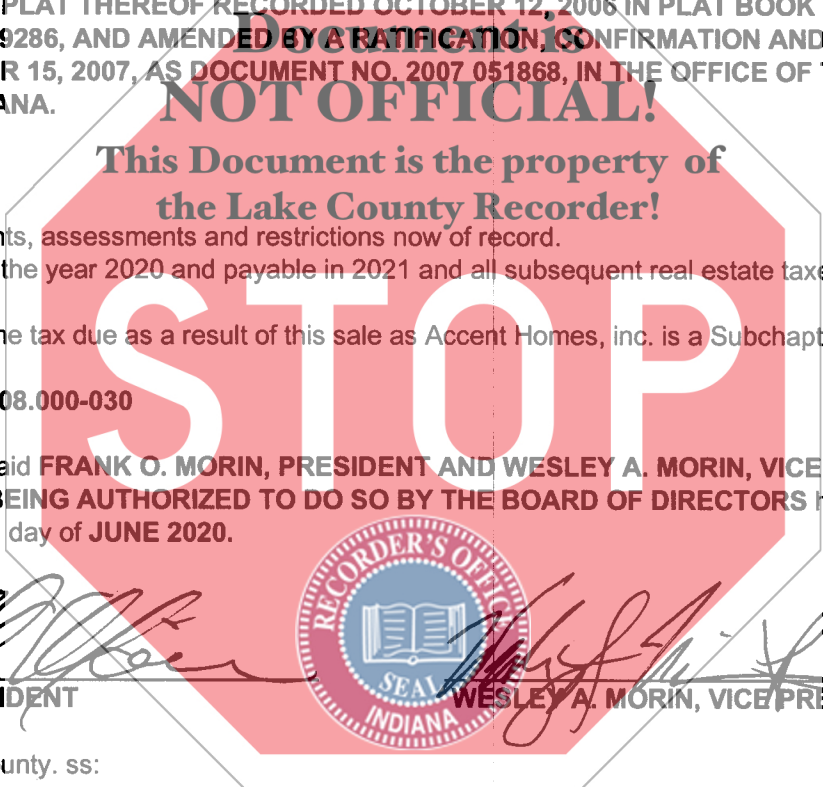 PLAT THEREOF RECORDED OCTOBER 12, 2006 IN PLAT BOOK
9286, AND AMENDED BY A RATIFICATION, CONFIRMATION AND
Document is
R 15, 2007, AS DOCUMENT NO. 2007 051868, IN THE OFFICE OF
ANA.
NOT OFFICIAL!
This Document is the property of
the Lake County Recorder!
nts, assessments and restrictions now of record.
the year 2020 and payable in 2021 and all subsequent real estate taxe
STOP
ne tax due as a result of this sale as Accent Homes, inc. is a Subchapt
08.000-030
aid FRANK O. MORIN, PRESIDENT AND WESLEY A. MORIN, VICE
BEING AUTHORIZED TO DO SO BY THE BOARD OF DIRECTORS
day of JUNE 2020.
RECORDER'S OFFICE
SEAL
INDIANA
IDENT
WESLEY A. MORIN, VICE PRE
unty. ss: